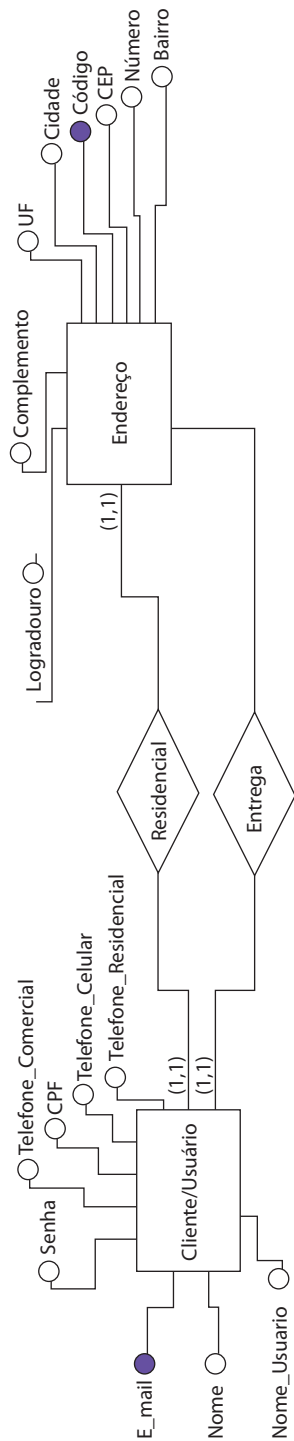 Logradouro
Complemento
UF
Cidade
Código
CEP
Número
Bairro
Endereço
(1,1)
Residencial
Entrega
Senha
Telefone_Comercial
CPF
Telefone_Celular
Telefone_Residencial
(1,1)
(1,1)
Cliente/Usuário
E_mail
Nome
Nome_Usuario